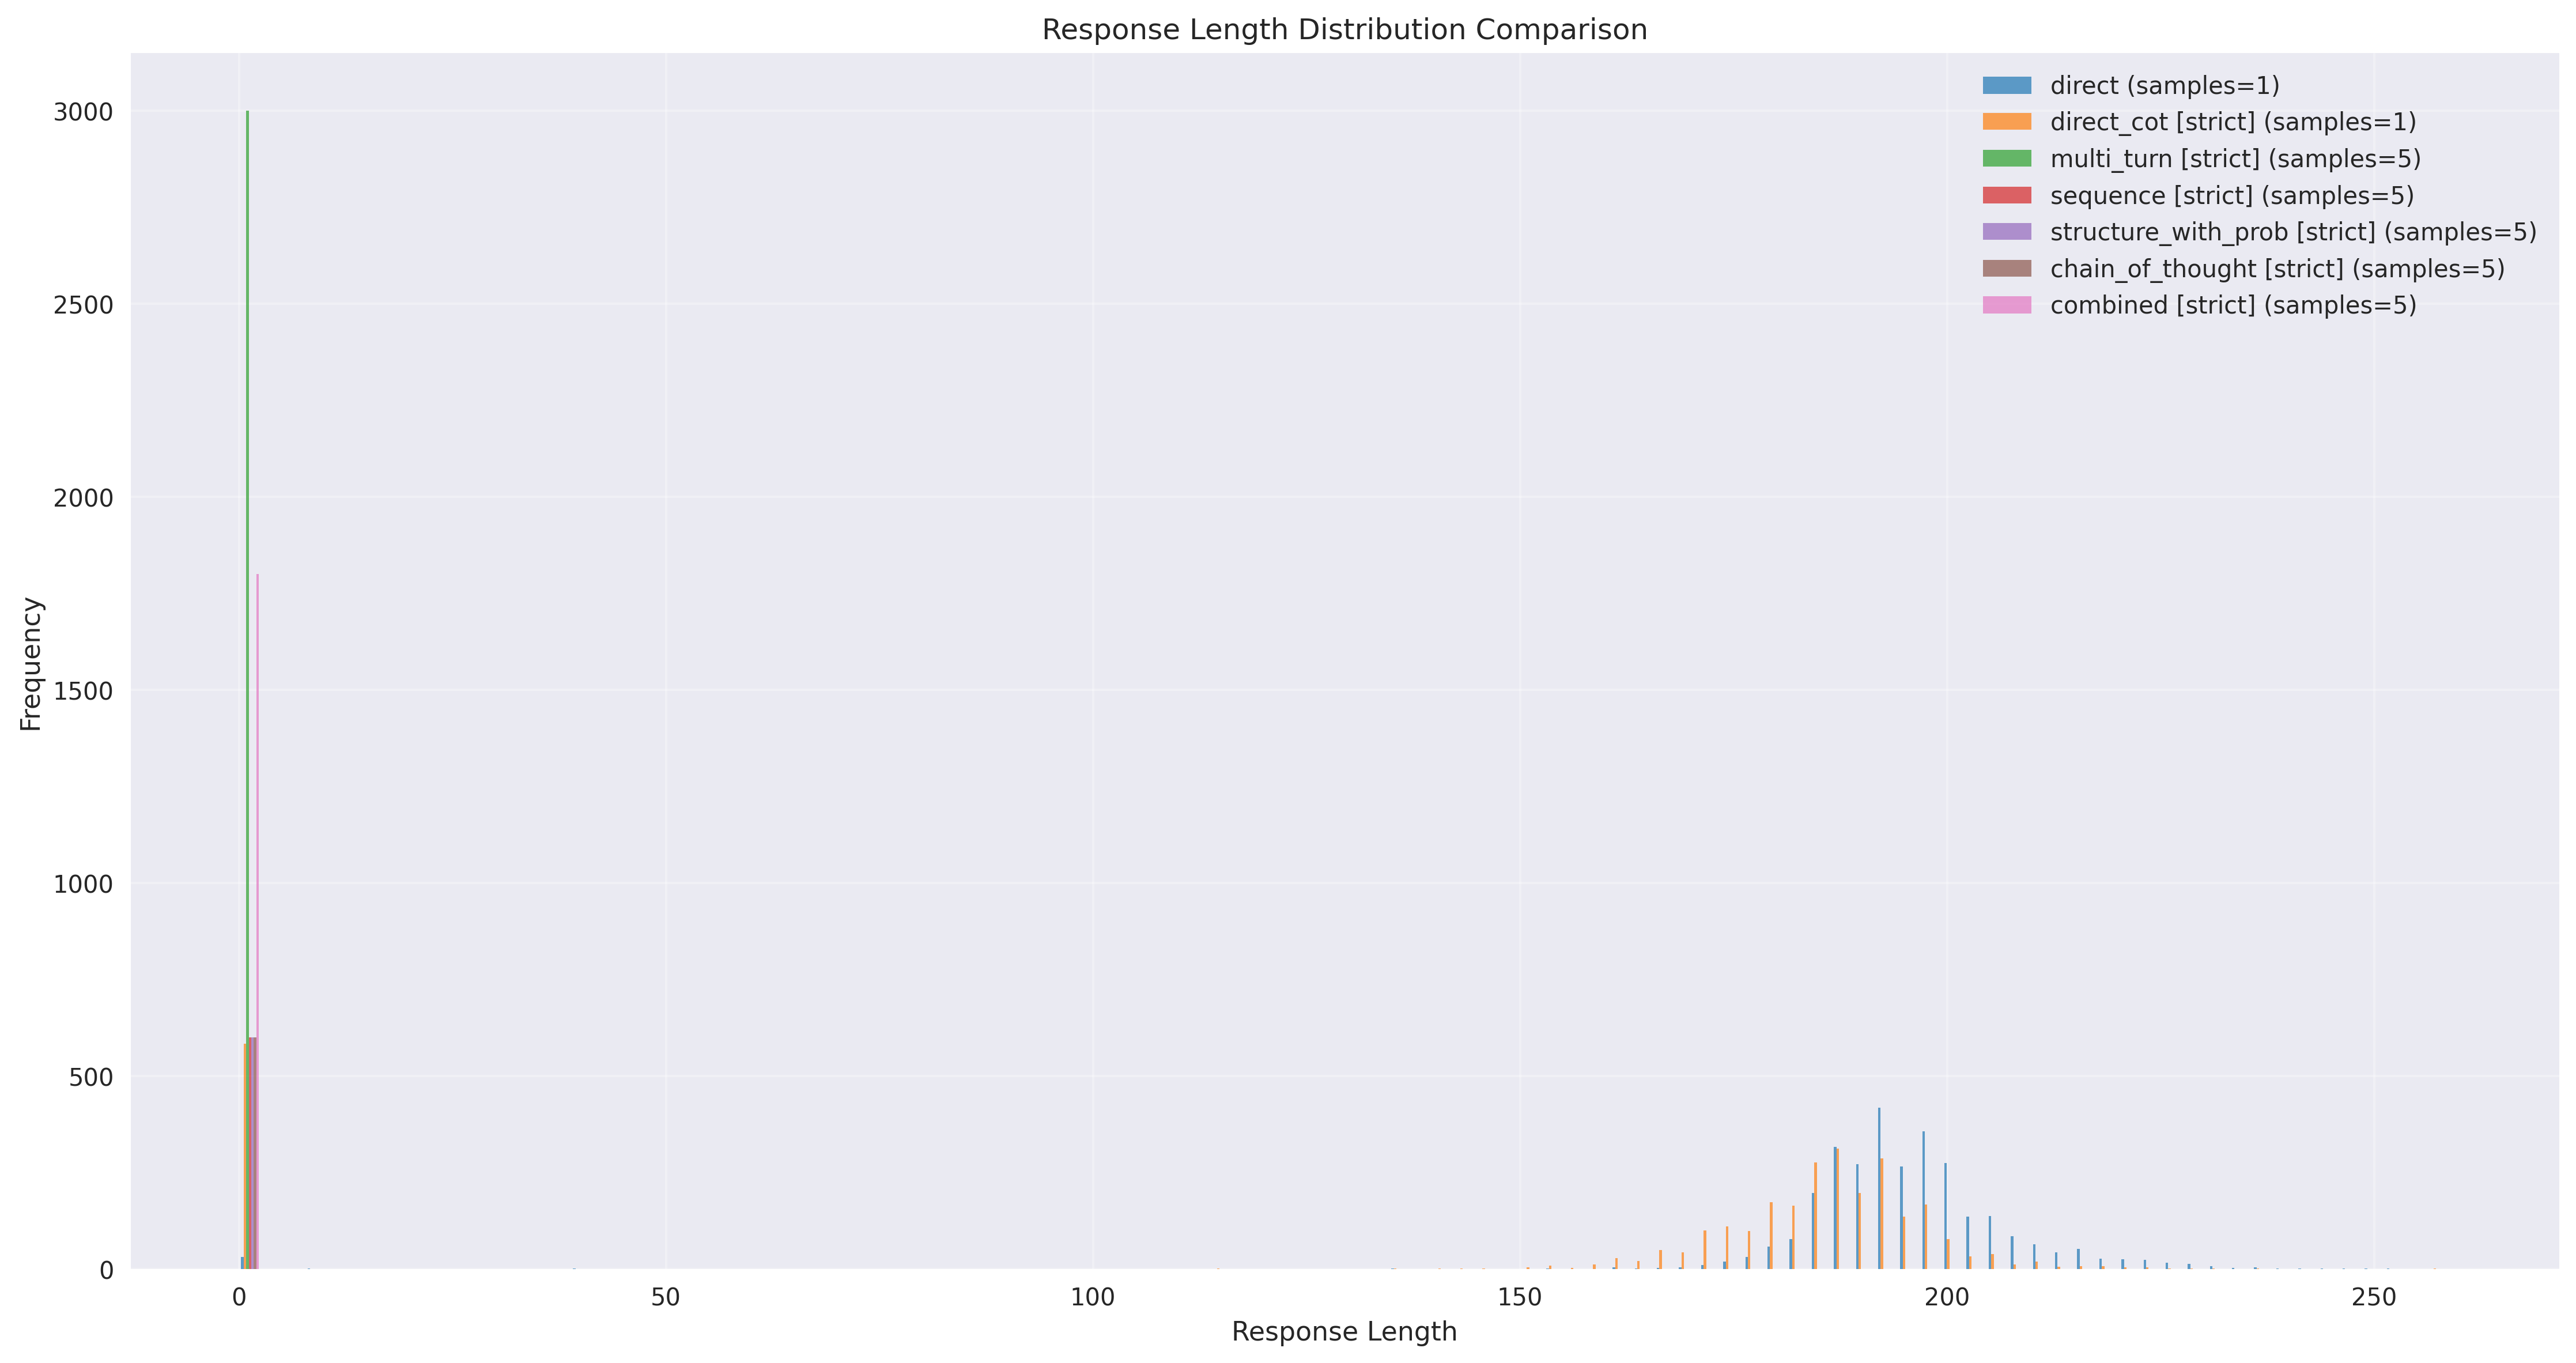 Response Length Distribution Comparison
direct (samples=1)
direct_cot [strict] (samples=1)
multi_turn [strict] (samples=5)
sequence [strict] (samples=5)
structure_with_prob [strict] (samples=5)
chain_of_thought [strict] (samples=5)
combined [strict] (samples=5)
3000
2500
2000
1500
1000
500
0
Frequency
0 50 100 150 200 250
Response Length